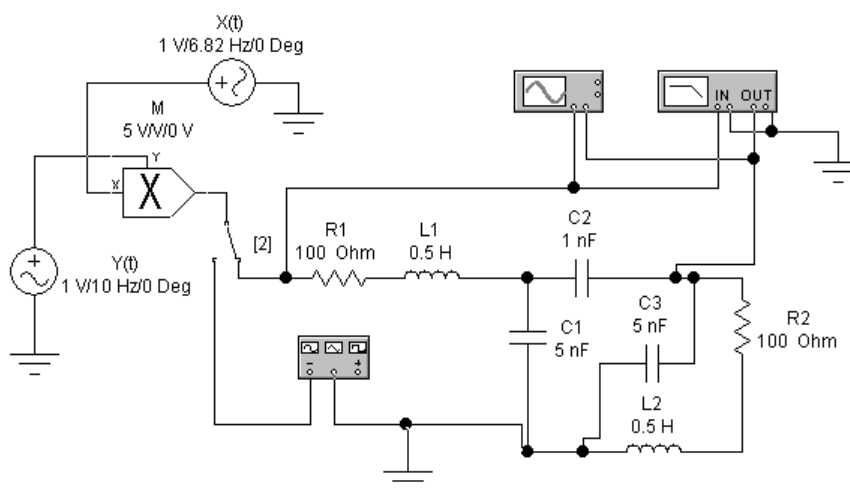 X(t)
1 V/6.82 Hz/0 Deg
M
5 V/V/0 V
Y
X
X
IN OUT
[2]
R1
100 Ohm
L1
0.5 H
C2
1 nF
Y(t)
1 V/10 Hz/0 Deg
C1
5 nF
C3
5 nF
R2
100 Ohm
L2
0.5 H